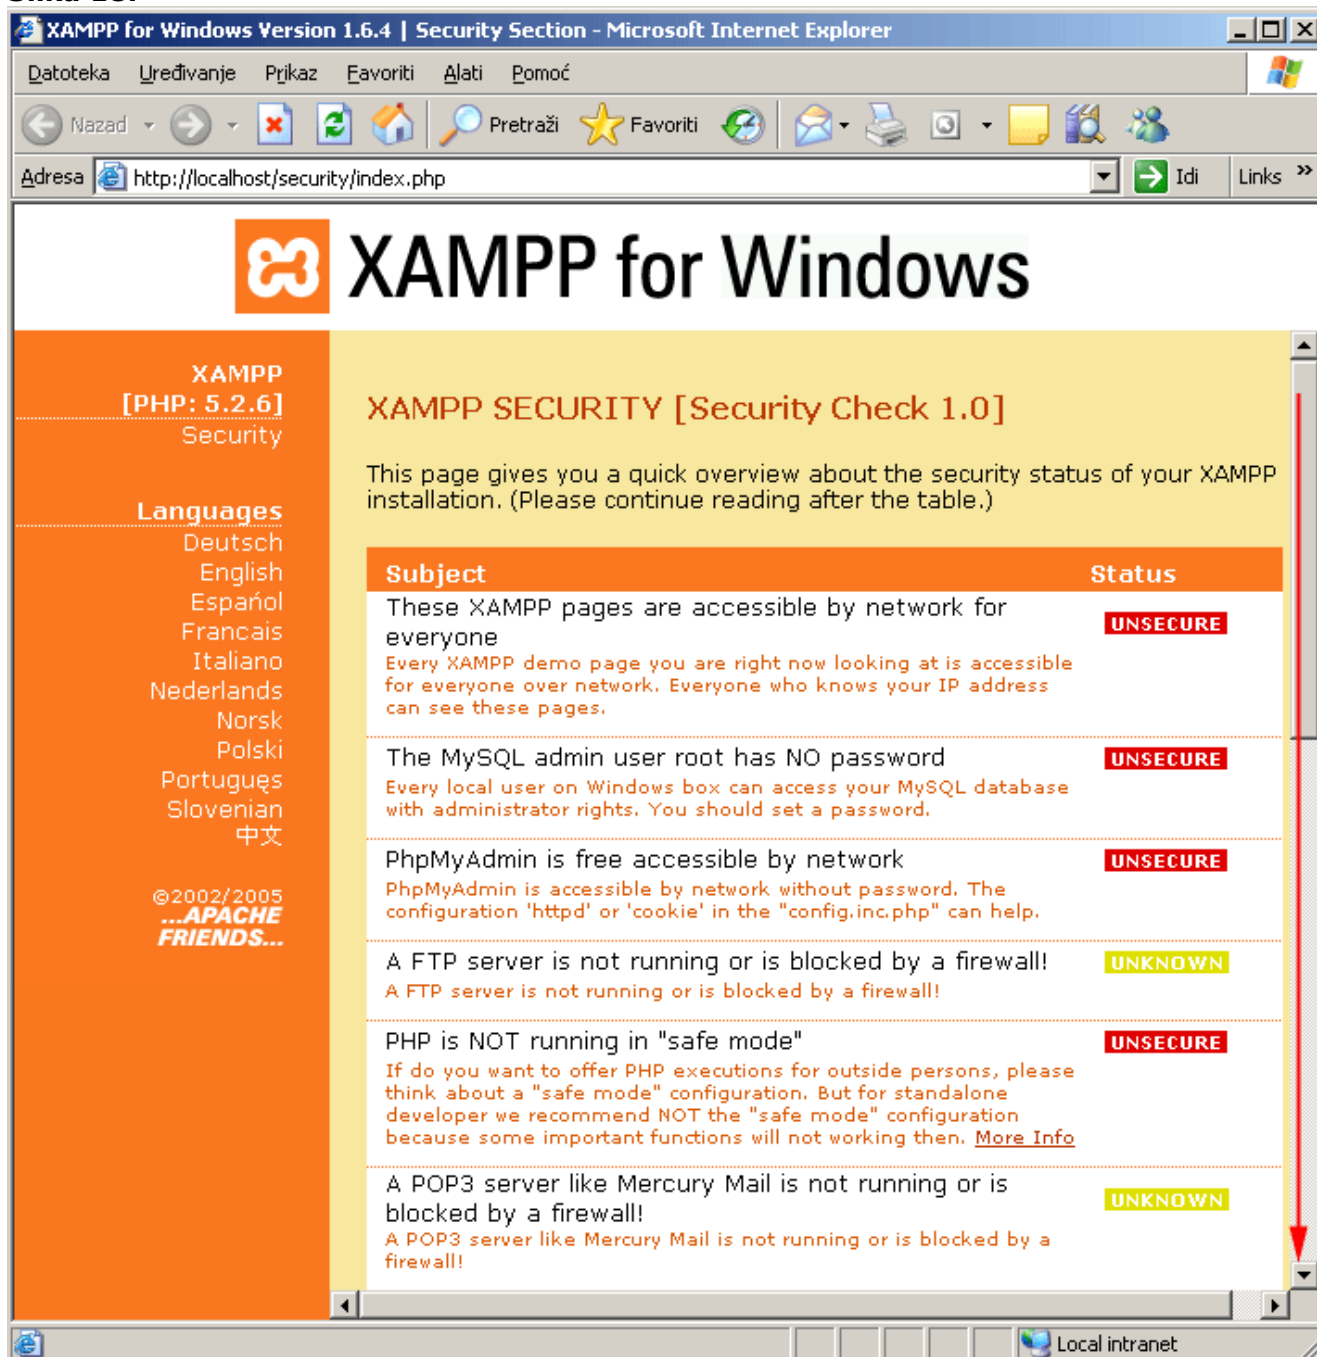 XAMPP for Windows Version 1.6.4 | Security Section - Microsoft Internet Explorer
Datoteka Uređivanje Prikaz Favoriti Alati Pomoć
Nazad Pretraži Favoriti
Adresa http://localhost/security/index.php Idi Links »
XAMPP for Windows
XAMPP
[PHP: 5.2.6]
Security
Languages
Deutsch
English
Espańol
Francais
Italiano
Nederlands
Norsk
Polski
Portuguęs
Slovenian
中文
©2002/2005
...APACHE
FRIENDS...
XAMPP SECURITY [Security Check 1.0]
This page gives you a quick overview about the security status of your XAMPP
installation. (Please continue reading after the table.)
Subject Status
These XAMPP pages are accessible by network for
everyone
UNSECURE
Every XAMPP demo page you are right now looking at is accessible
for everyone over network. Everyone who knows your IP address
can see these pages.
The MySQL admin user root has NO password UNSECURE
Every local user on Windows box can access your MySQL database
with administrator rights. You should set a password.
PhpMyAdmin is free accessible by network UNSECURE
PhpMyAdmin is accessible by network without password. The
configuration 'httpd' or 'cookie' in the "config.inc.php" can help.
A FTP server is not running or is blocked by a firewall! UNKNOWN
A FTP server is not running or is blocked by a firewall!
PHP is NOT running in "safe mode" UNSECURE
If do you want to offer PHP executions for outside persons, please
think about a "safe mode" configuration. But for standalone
developer we recommend NOT the "safe mode" configuration
because some important functions will not working then. More Info
A POP3 server like Mercury Mail is not running or is
blocked by a firewall!
UNKNOWN
A POP3 server like Mercury Mail is not running or is blocked by a
firewall!
Local intranet